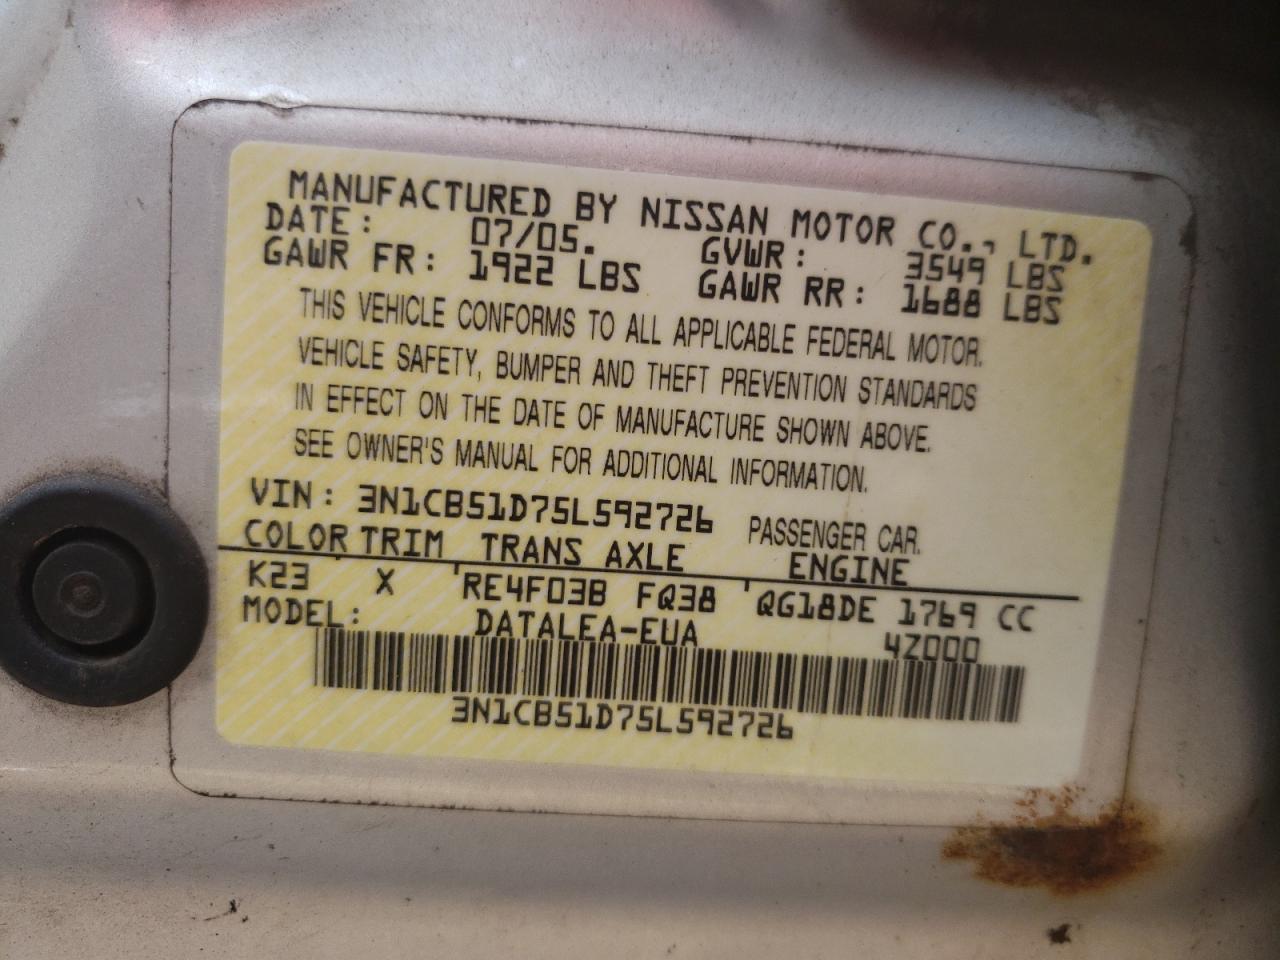 MANUFACTURED BY NISSAN MOTOR CO., LTD.
DATE: 07/05. GVWR: 3549 LBS
GAWR FR: 1922 LBS GAWR RR: 1688 LBS
THIS VEHICLE CONFORMS TO ALL APPLICABLE FEDERAL MOTOR.
VEHICLE SAFETY, BUMPER AND THEFT PREVENTION STANDARDS
IN EFFECT ON THE DATE OF MANUFACTURE SHOWN ABOVE.
SEE OWNER'S MANUAL FOR ADDITIONAL INFORMATION.
VIN: 3N1CB51D75L592726 PASSENGER CAR.
COLOR TRIM TRANS AXLE ENGINE
K23 X RE4F03B FQ38 QG18DE 1769 CC
MODEL: DATALEA-EUA 4Z000
3N1CB51D75L592726